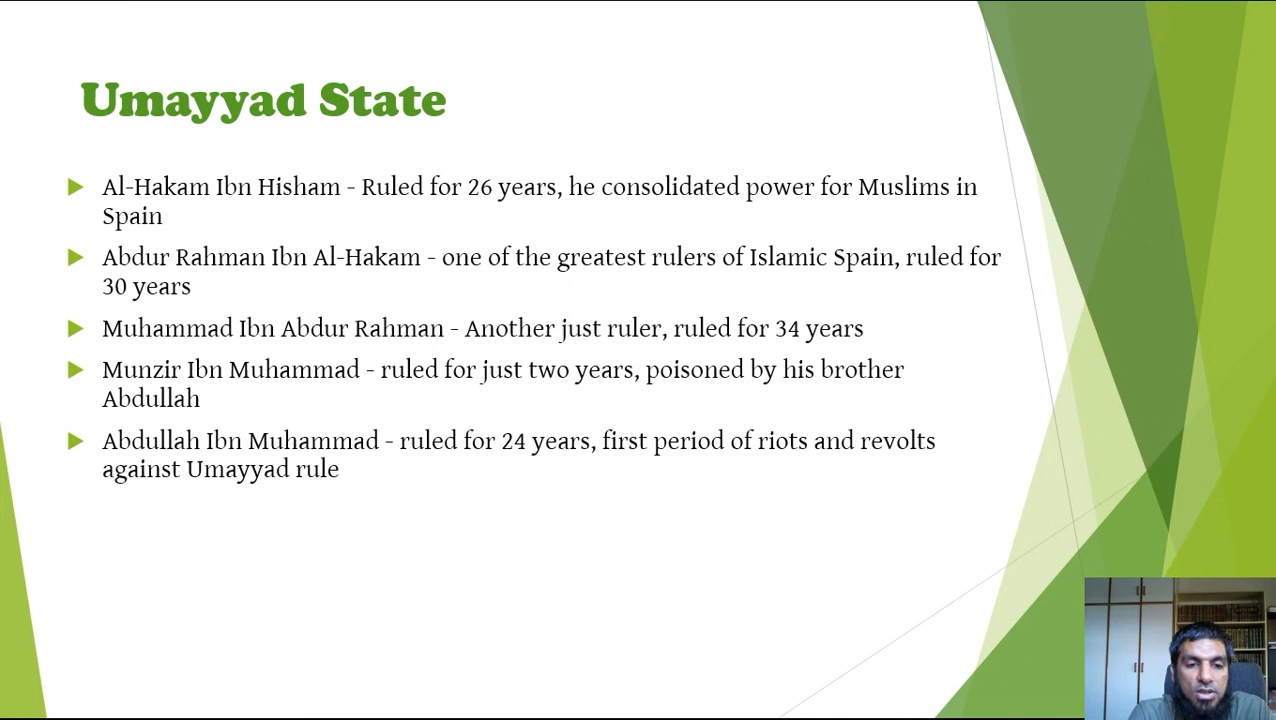 Umayyad State
Al-Hakam Ibn Hisham - Ruled for 26 years, he consolidated power for Muslims in
Spain
Abdur Rahman Ibn Al-Hakam - one of the greatest rulers of Islamic Spain, ruled for
30 years
Muhammad Ibn Abdur Rahman - Another just ruler, ruled for 34 years
Munzir Ibn Muhammad - ruled for just two years, poisoned by his brother
Abdullah
Abdullah Ibn Muhammad - ruled for 24 years, first period of riots and revolts
against Umayyad rule